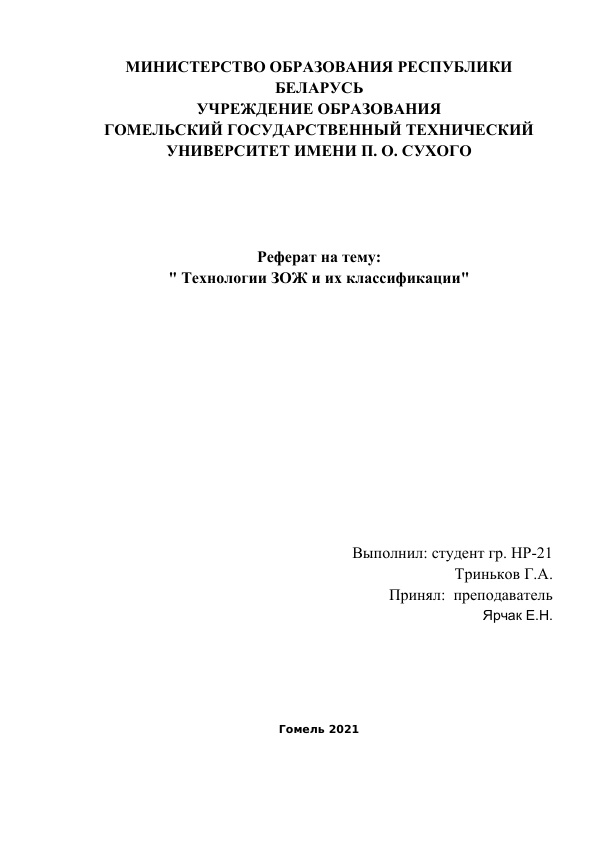 МИНИСТЕРСТВО ОБРАЗОВАНИЯ РЕСПУБЛИКИ
БЕЛАРУСЬ
УЧРЕЖДЕНИЕ ОБРАЗОВАНИЯ
ГОМЕЛЬСКИЙ ГОСУДАРСТВЕННЫЙ ТЕХНИЧЕСКИЙ
УНИВЕРСИТЕТ ИМЕНИ П. О. СУХОГО
Реферат на тему:
" Технологии ЗОЖ и их классификации"
Выполнил: студент гр. НР-21
Триньков Г.А.
Принял:  преподаватель
Ярчак Е.Н.
Гомель 2021